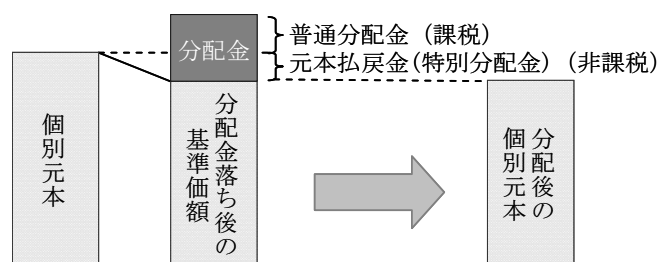 分配金
普通分配金（課税）
元本払戻金（特別分配金）（非課税）
個別元本
分配金落ち後の
基準価額
分配後の
個別元本